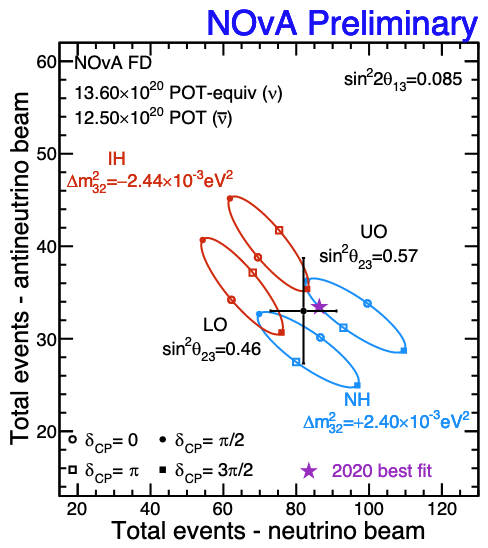 NOvA Preliminary
NOvA FD
13.60×10²⁰ POT-equiv (ν)
12.50×10²⁰ POT (ν̅)
sin²2θ₁₃=0.085
IH
Δm²₃₂=−2.44×10⁻³eV²
UO
sin²θ₂₃=0.57
LO
sin²θ₂₃=0.46
NH
Δm²₃₂=+2.40×10⁻³eV²
δCP= 0
δCP= π/2
δCP= π
δCP= 3π/2
2020 best fit
60
50
40
30
20
20 40 60 80 100 120
Total events - neutrino beam
Total events - antineutrino beam